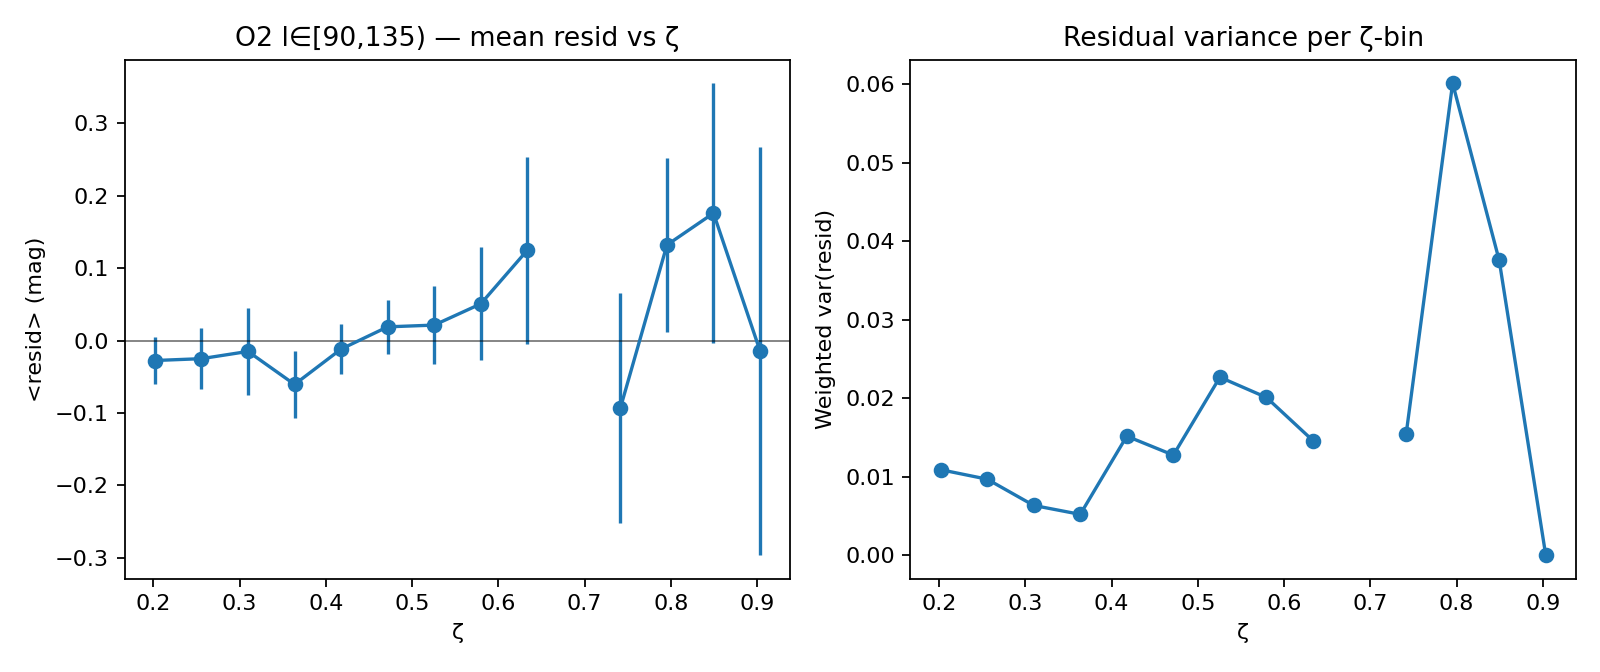 O2 l∈[90,135) — mean resid vs ζ
<resid> (mag)
0.3
0.2
0.1
0.0
−0.1
−0.2
−0.3
0.2 0.3 0.4 0.5 0.6 0.7 0.8 0.9
ζ
Residual variance per ζ-bin
Weighted var(resid)
0.06
0.05
0.04
0.03
0.02
0.01
0.00
0.2 0.3 0.4 0.5 0.6 0.7 0.8 0.9
ζ